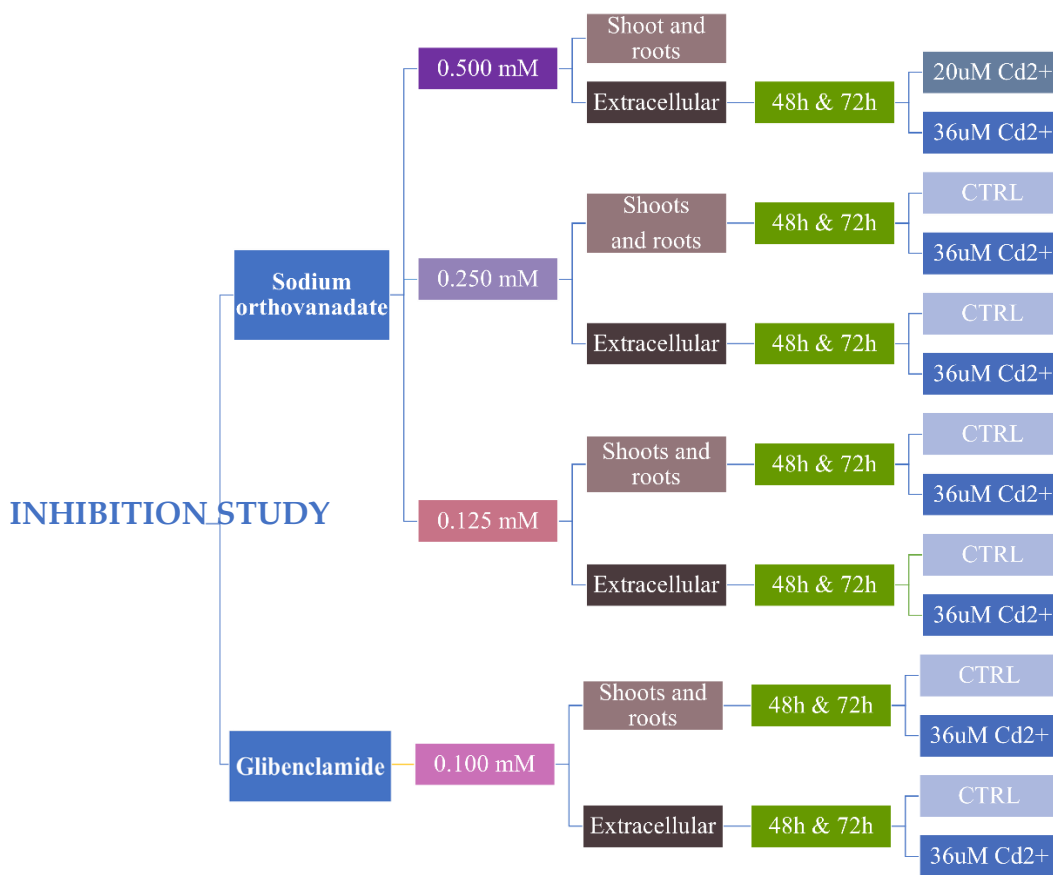 INHIBITION STUDY
Sodium
orthovanadate
0.500 mM
Shoot and
roots
Extracellular
48h & 72h
20uM Cd2+
36uM Cd2+
0.250 mM
Shoots
and roots
48h & 72h
CTRL
36uM Cd2+
Extracellular
48h & 72h
CTRL
36uM Cd2+
0.125 mM
Shoots and
roots
48h & 72h
CTRL
36uM Cd2+
Extracellular
48h & 72h
CTRL
36uM Cd2+
Glibenclamide
0.100 mM
Shoots and
roots
48h & 72h
CTRL
36uM Cd2+
Extracellular
48h & 72h
CTRL
36uM Cd2+